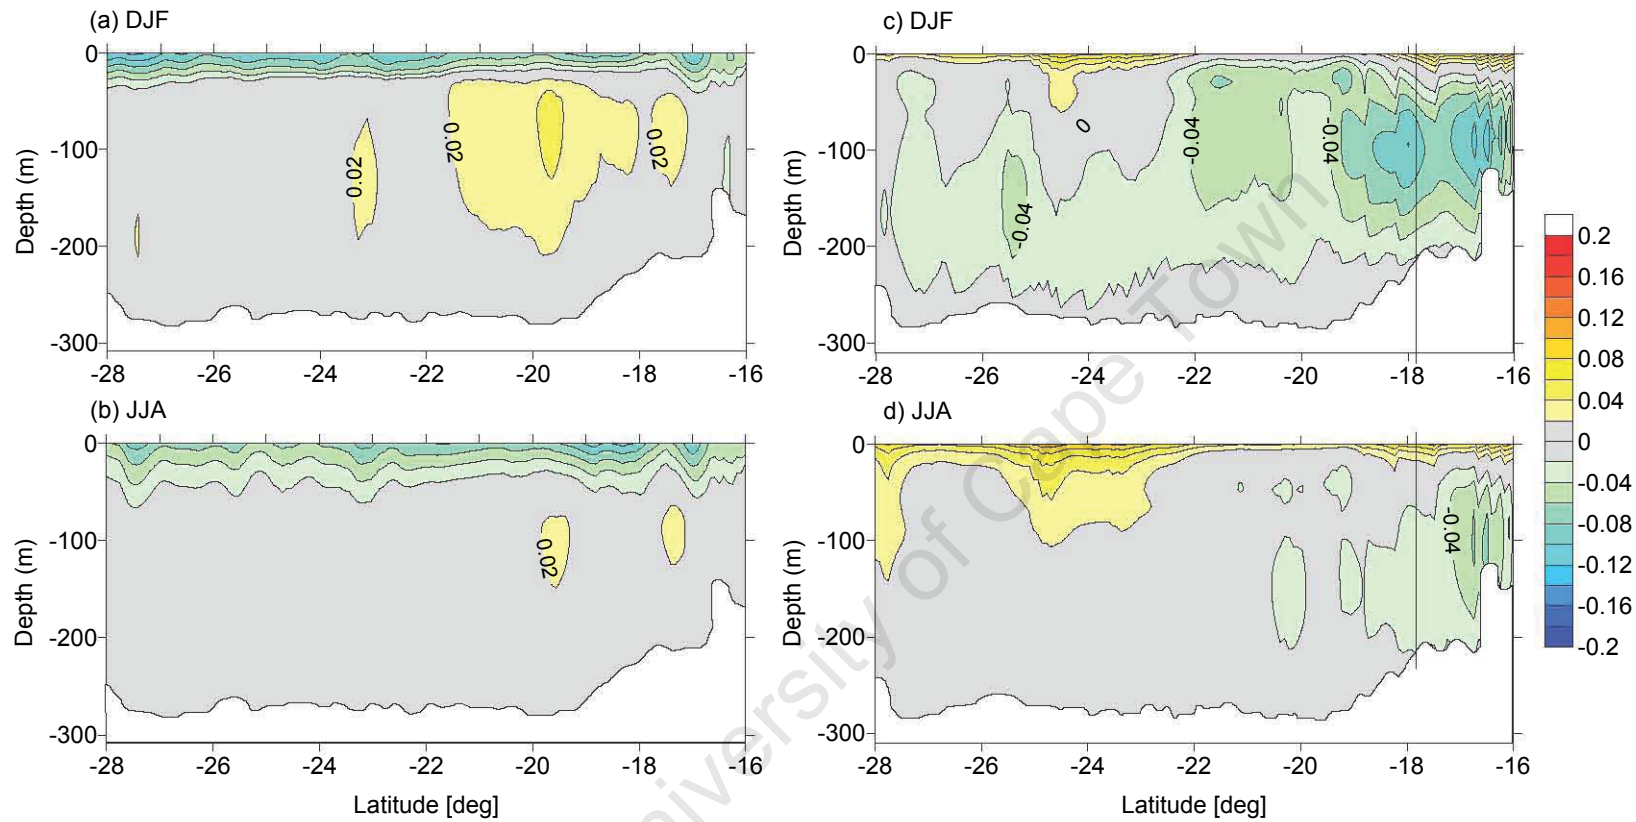 (a) DJF
0
-100
-200
-300
Depth (m)
0.02
0.02
0.02
-28 -26 -24 -22 -20 -18 -16
c) DJF
0
-100
-200
-300
Depth (m)
0
-0.04
-0.04
-0.04
-28 -26 -24 -22 -20 -18 -16
(b) JJA
0
-100
-200
-300
Depth (m)
0.02
-28 -26 -24 -22 -20 -18 -16
Latitude [deg]
d) JJA
0
-100
-200
-300
Depth (m)
-0.04
-28 -26 -24 -22 -20 -18 -16
Latitude [deg]
0.2
0.16
0.12
0.08
0.04
0
-0.04
-0.08
-0.12
-0.16
-0.2
University of Cape Town